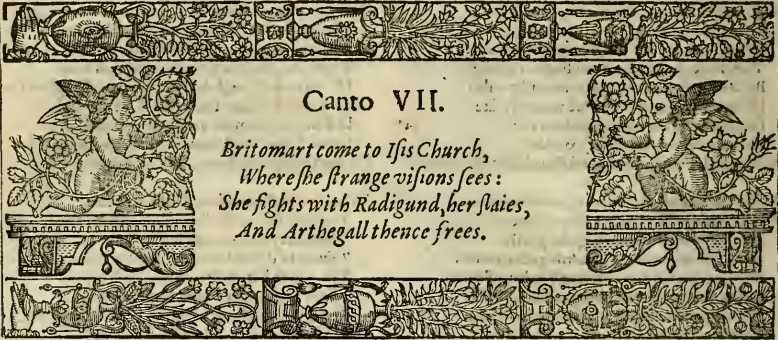 Canto VII.
Britomart come to Iſis Church,
Where ſhe ſtrange viſions ſees:
She fights with Radigund, her ſlaies,
And Arthegall thence frees.